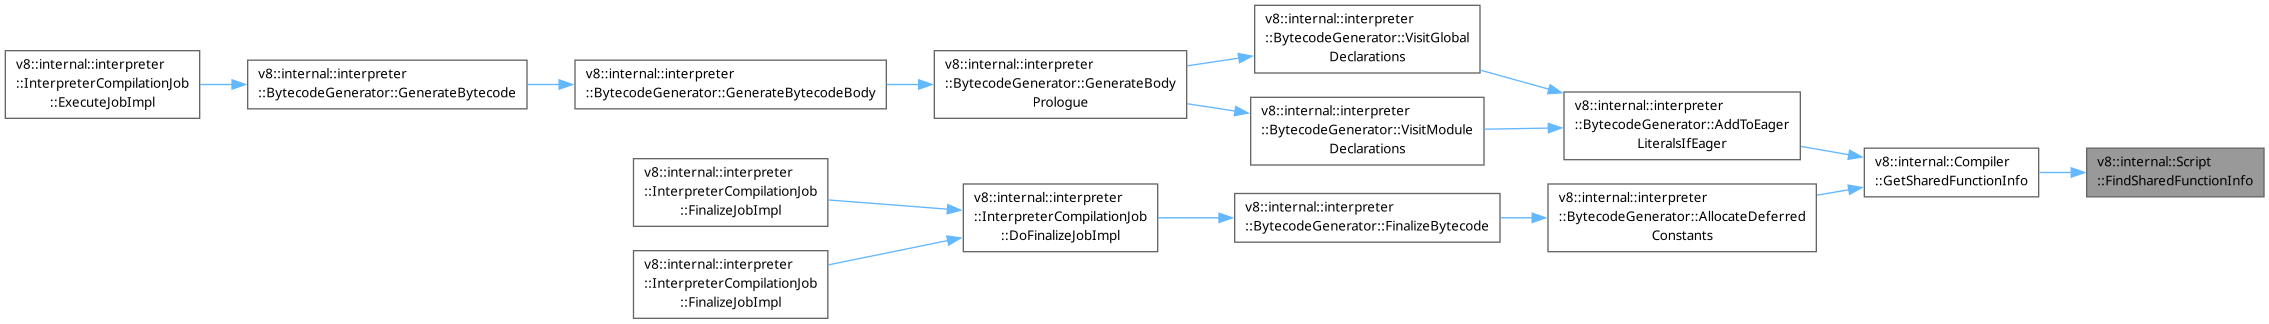 v8::internal::interpreter
::InterpreterCompilationJob
::ExecuteJobImpl
v8::internal::interpreter
::BytecodeGenerator::GenerateBytecode
v8::internal::interpreter
::BytecodeGenerator::GenerateBytecodeBody
v8::internal::interpreter
::BytecodeGenerator::GenerateBody
Prologue
v8::internal::interpreter
::BytecodeGenerator::VisitGlobal
Declarations
v8::internal::interpreter
::BytecodeGenerator::VisitModule
Declarations
v8::internal::interpreter
::BytecodeGenerator::AddToEager
LiteralsIfEager
v8::internal::Compiler
::GetSharedFunctionInfo
v8::internal::Script
::FindSharedFunctionInfo
v8::internal::interpreter
::InterpreterCompilationJob
::FinalizeJobImpl
v8::internal::interpreter
::InterpreterCompilationJob
::FinalizeJobImpl
v8::internal::interpreter
::InterpreterCompilationJob
::DoFinalizeJobImpl
v8::internal::interpreter
::BytecodeGenerator::FinalizeBytecode
v8::internal::interpreter
::BytecodeGenerator::AllocateDeferred
Constants